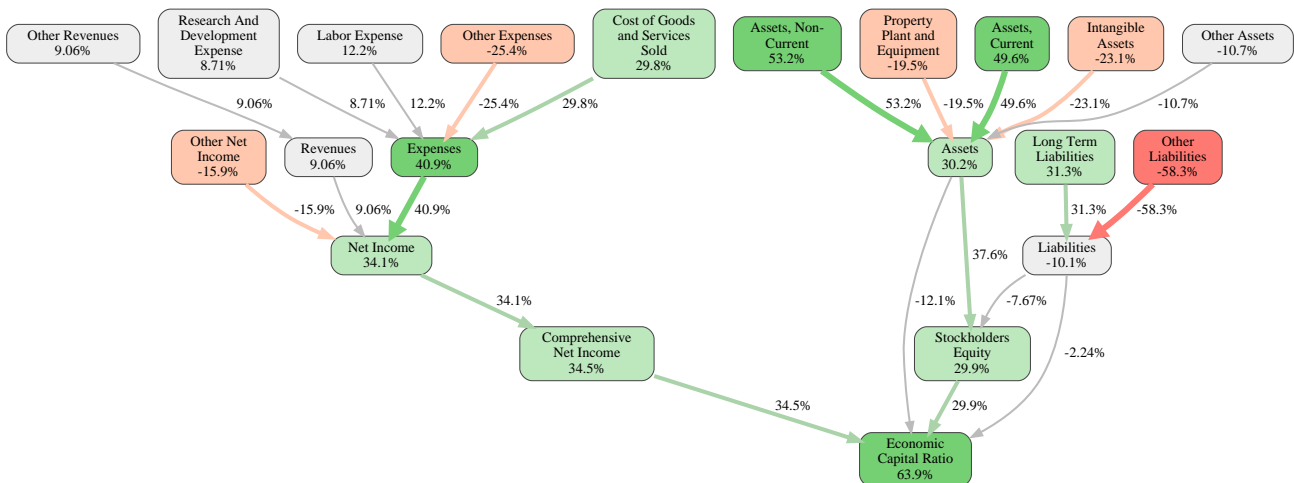 Other Revenues
9.06%
Research And
Development
Expense
8.71%
Labor Expense
12.2%
Other Expenses
-25.4%
Cost of Goods
and Services
Sold
29.8%
Assets, Non-
Current
53.2%
Property
Plant and
Equipment
-19.5%
Assets,
Current
49.6%
Intangible
Assets
-23.1%
Other Assets
-10.7%
9.06%
8.71%
12.2%
-25.4%
29.8%
53.2%
-19.5%
49.6%
-23.1%
-10.7%
Other Net
Income
-15.9%
Revenues
9.06%
Expenses
40.9%
Assets
30.2%
Long Term
Liabilities
31.3%
Other
Liabilities
-58.3%
-15.9%
9.06%
40.9%
31.3%
-58.3%
Net Income
34.1%
37.6%
Liabilities
-10.1%
34.1%
-12.1%
-7.67%
Comprehensive
Net Income
34.5%
Stockholders
Equity
29.9%
-2.24%
34.5%
29.9%
Economic
Capital Ratio
63.9%